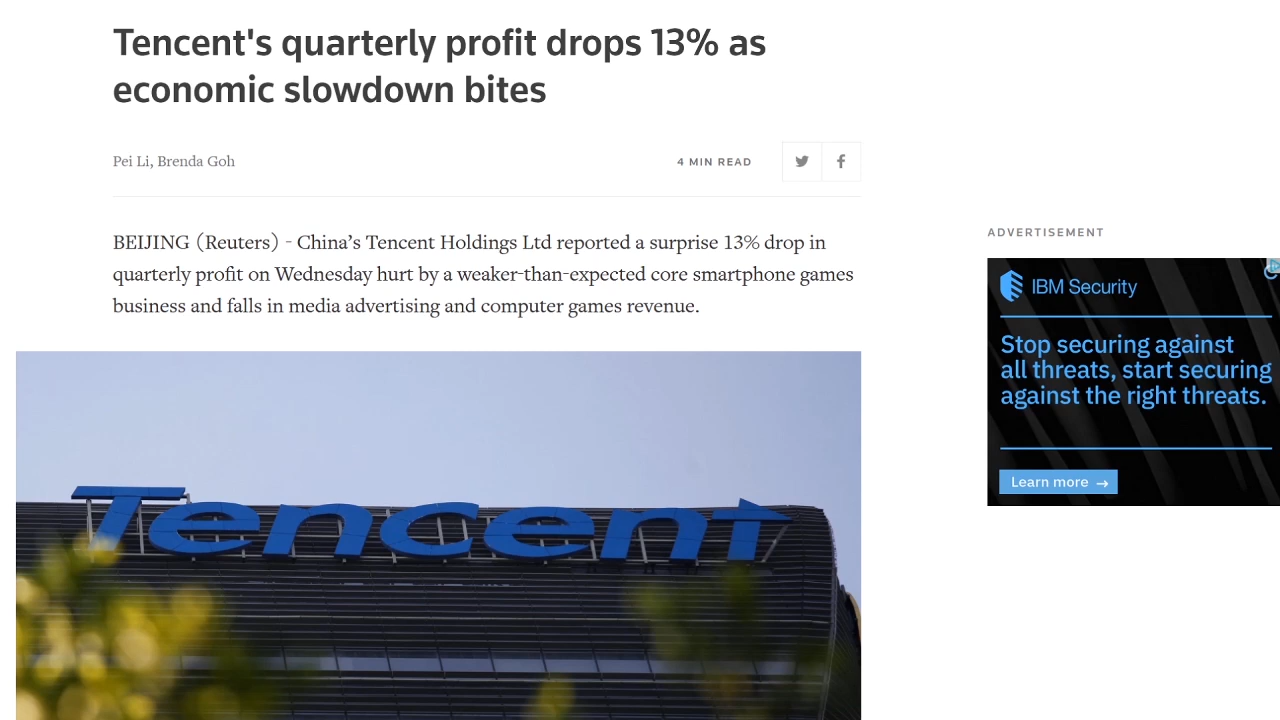 Tencent's quarterly profit drops 13% as
economic slowdown bites
Pei Li, Brenda Goh
4 MIN READ
BEIJING (Reuters) - China’s Tencent Holdings Ltd reported a surprise 13% drop in
quarterly profit on Wednesday hurt by a weaker-than-expected core smartphone games
business and falls in media advertising and computer games revenue.
Tencent
ADVERTISEMENT
IBM Security
Stop securing against
all threats, start securing
against the right threats.
Learn more →